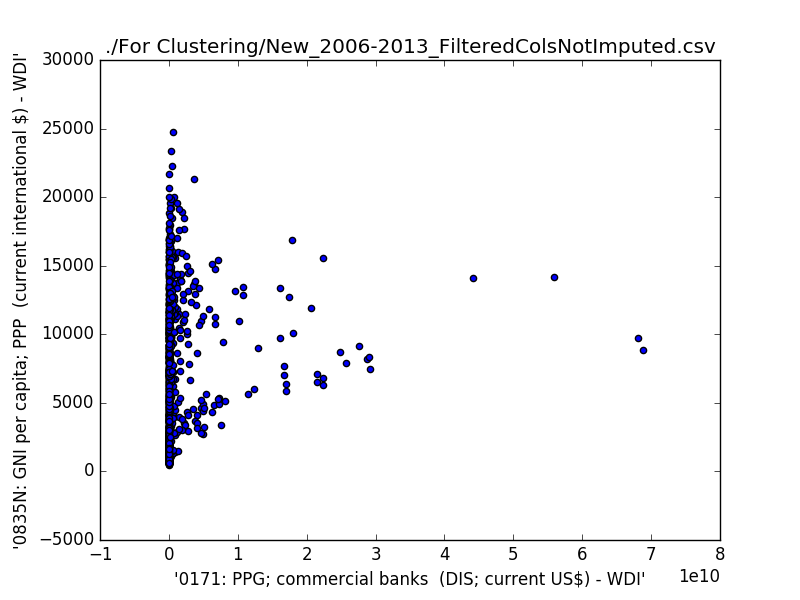 ./For Clustering/New_2006-2013_FilteredColsNotImputed.csv
30000
25000
20000
15000
10000
5000
0
−5000
'0835N: GNI per capita; PPP  (current international $) - WDI'
−1 0 1 2 3 4 5 6 7 8
1e10
'0171: PPG; commercial banks  (DIS; current US$) - WDI'